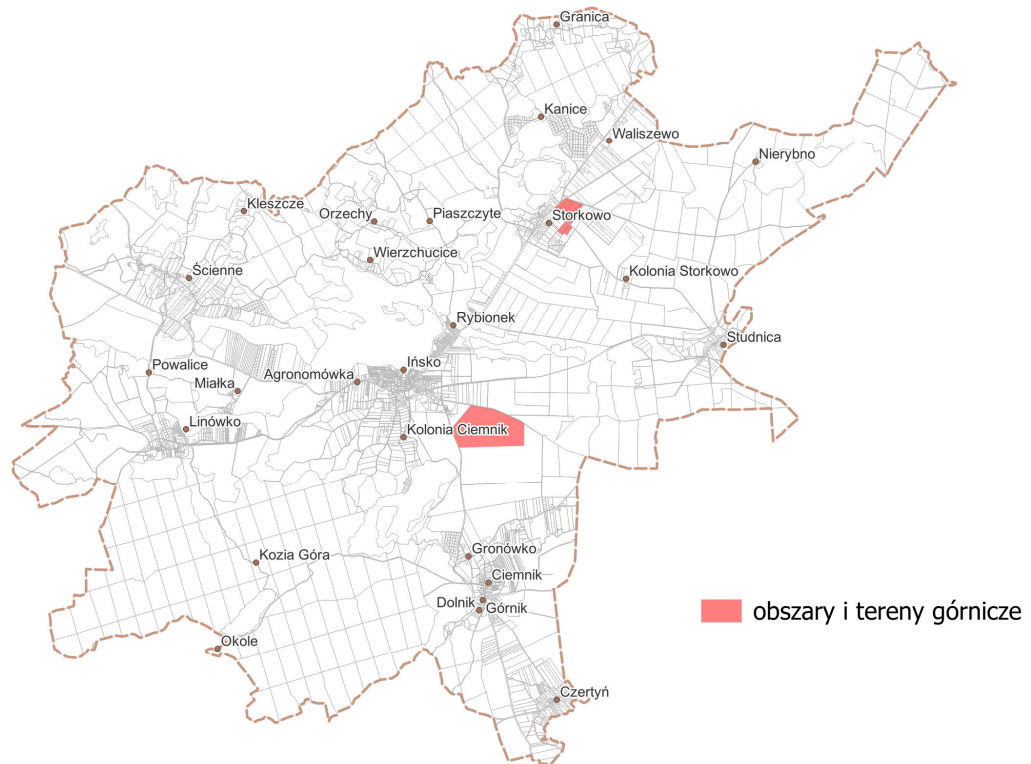 Granica
Kanice
Waliszewo
Nierybno
Kleszcze
Orzechy
Piaszczyte
Storkowo
Wierzchucice
Ścienne
Kolonia Storkowo
Rybionek
Studnica
Powalice
Ińsko
Agronomówka
Miałka
Linówko
Kolonia Ciemnik
Kozia Góra
Gronówko
Ciemnik
Dolnik
Górnik
obszary i tereny górnicze
Okole
Czertyń